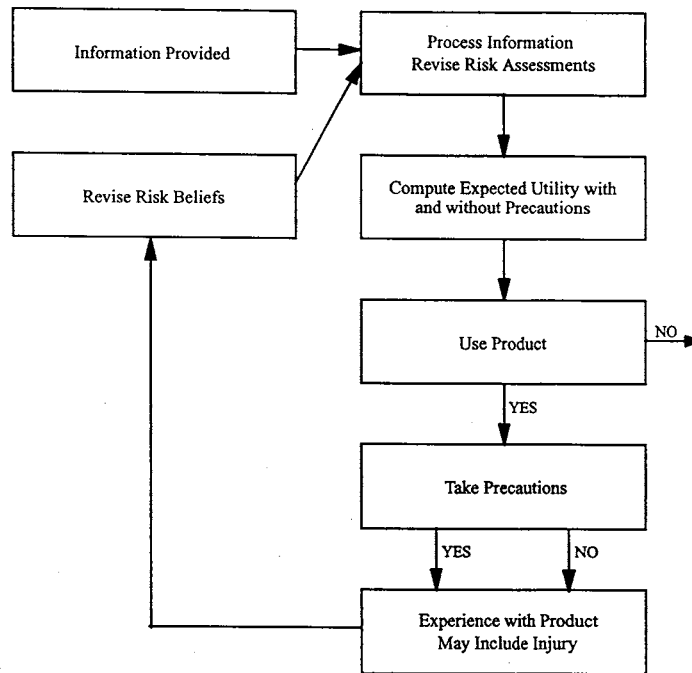 Information Provided
Process Information
Revise Risk Assessments
Revise Risk Beliefs
Compute Expected Utility with
and without Precautions
Use Product
NO
YES
Take Precautions
YES
NO
Experience with Product
May Include Injury